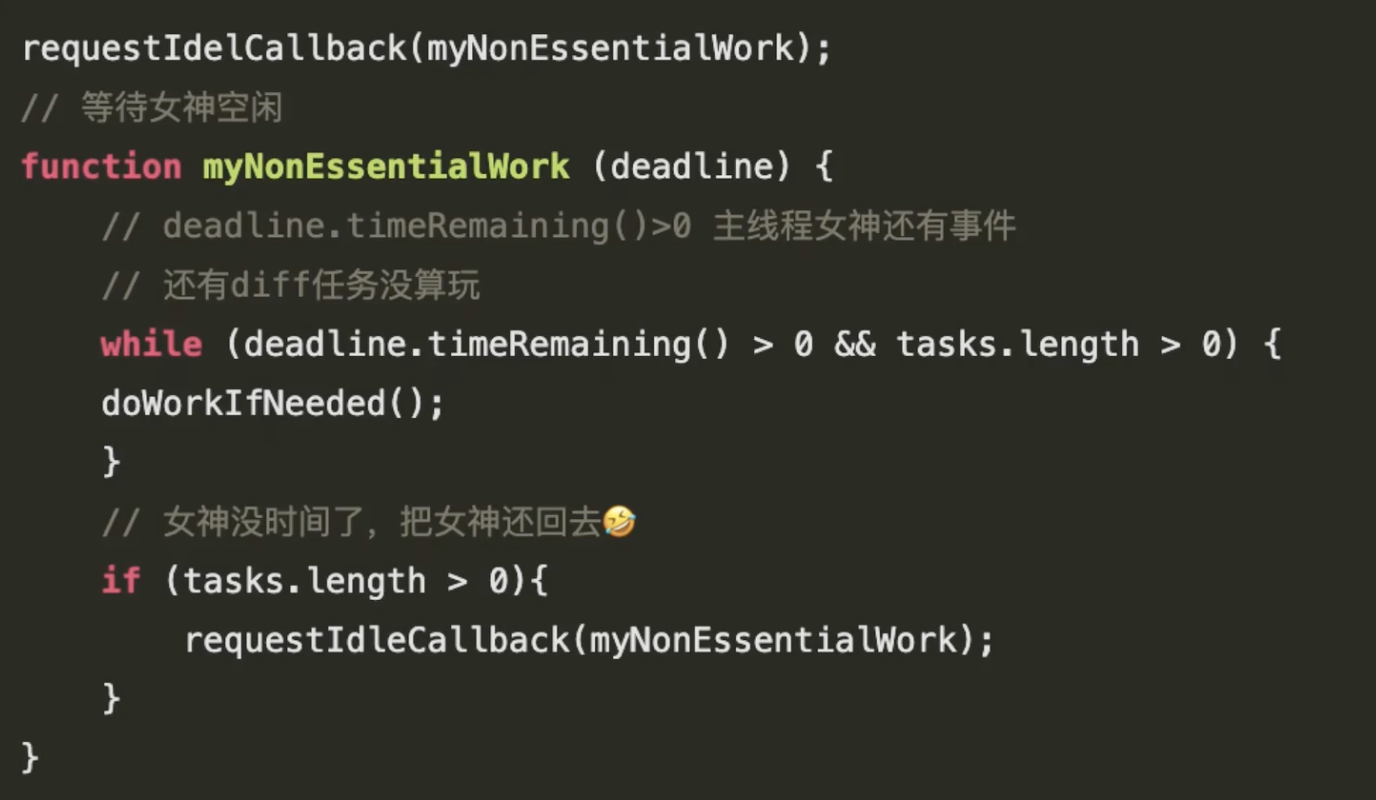 requestIdelCallback(myNonEssentialWork);
// 等待女神空闲
function myNonEssentialWork (deadline) {
// deadline.timeRemaining()>0 主线程女神还有事件
// 还有diff任务没算玩
while (deadline.timeRemaining() > 0 && tasks.length > 0) {
doWorkIfNeeded();
}
// 女神没时间了，把女神还回去🤣
if (tasks.length > 0){
requestIdleCallback(myNonEssentialWork);
}
}